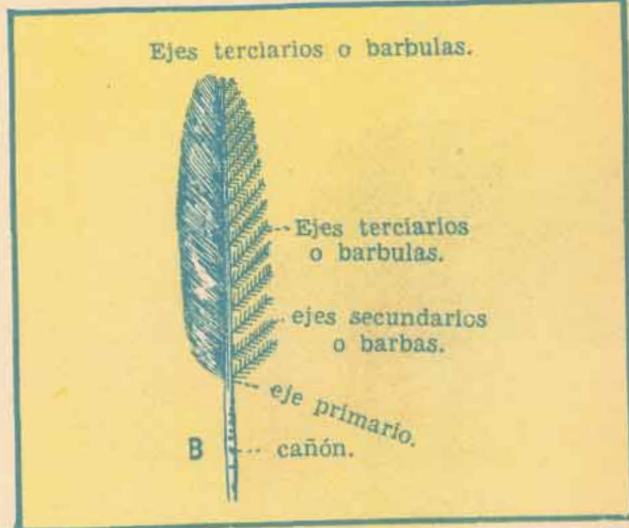 Ejes terciarios o barbulas.
Ejes terciarios
o barbulas.
ejes secundarios
o barbas.
eje primario.
B
cañón.